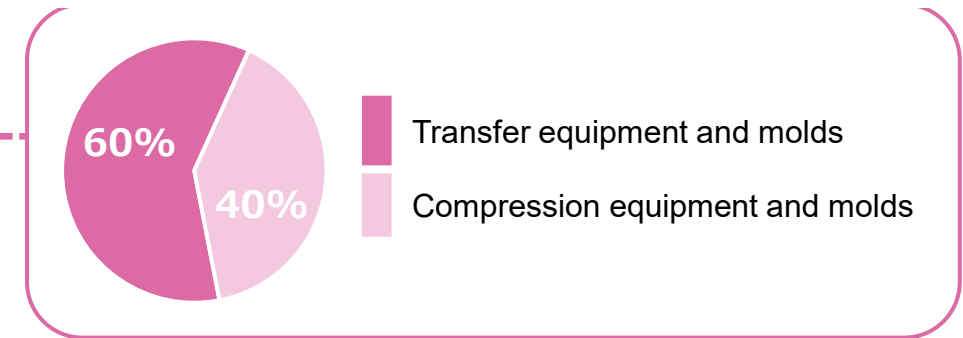 60%
40%
Transfer equipment and molds
Compression equipment and molds